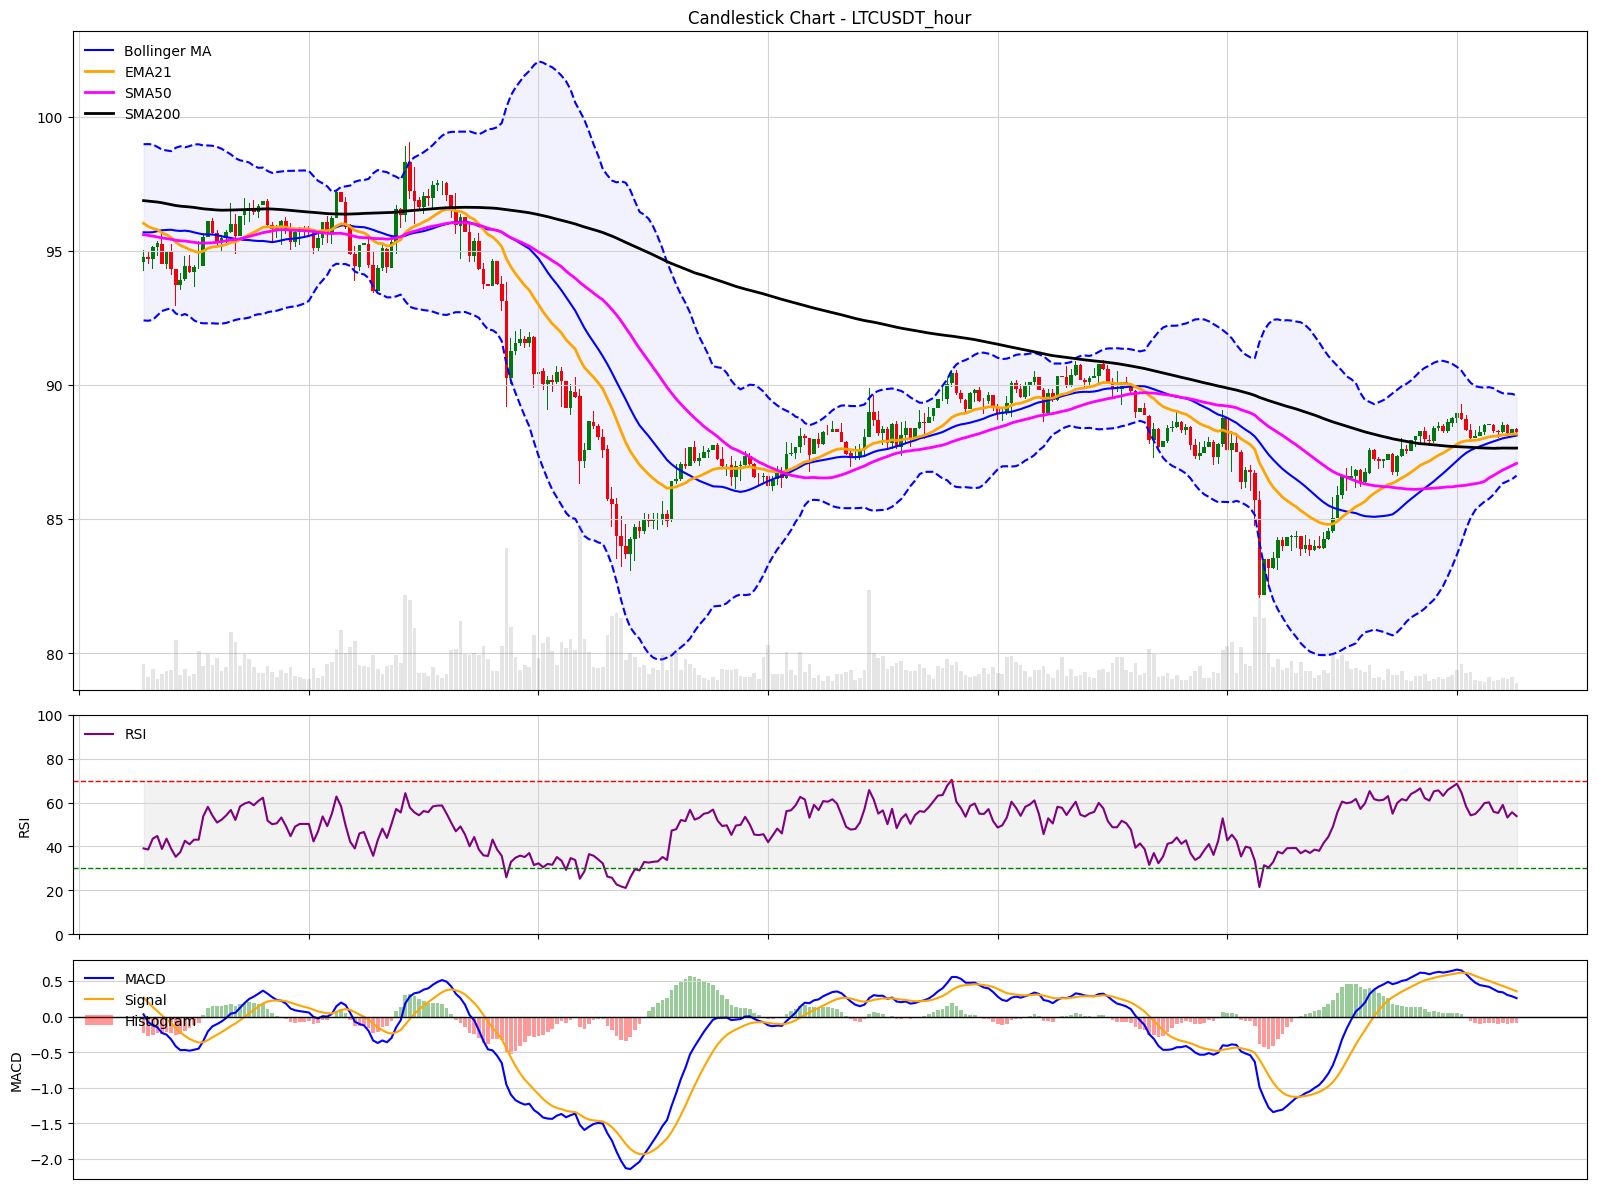 Candlestick Chart - LTCUSDT_hour
Bollinger MA
EMA21
SMA50
SMA200
100
95
90
85
80
100
80
60
40
20
0
RSI
RSI
0.5
0.0
−0.5
−1.0
−1.5
−2.0
MACD
MACD
Signal
Histogram